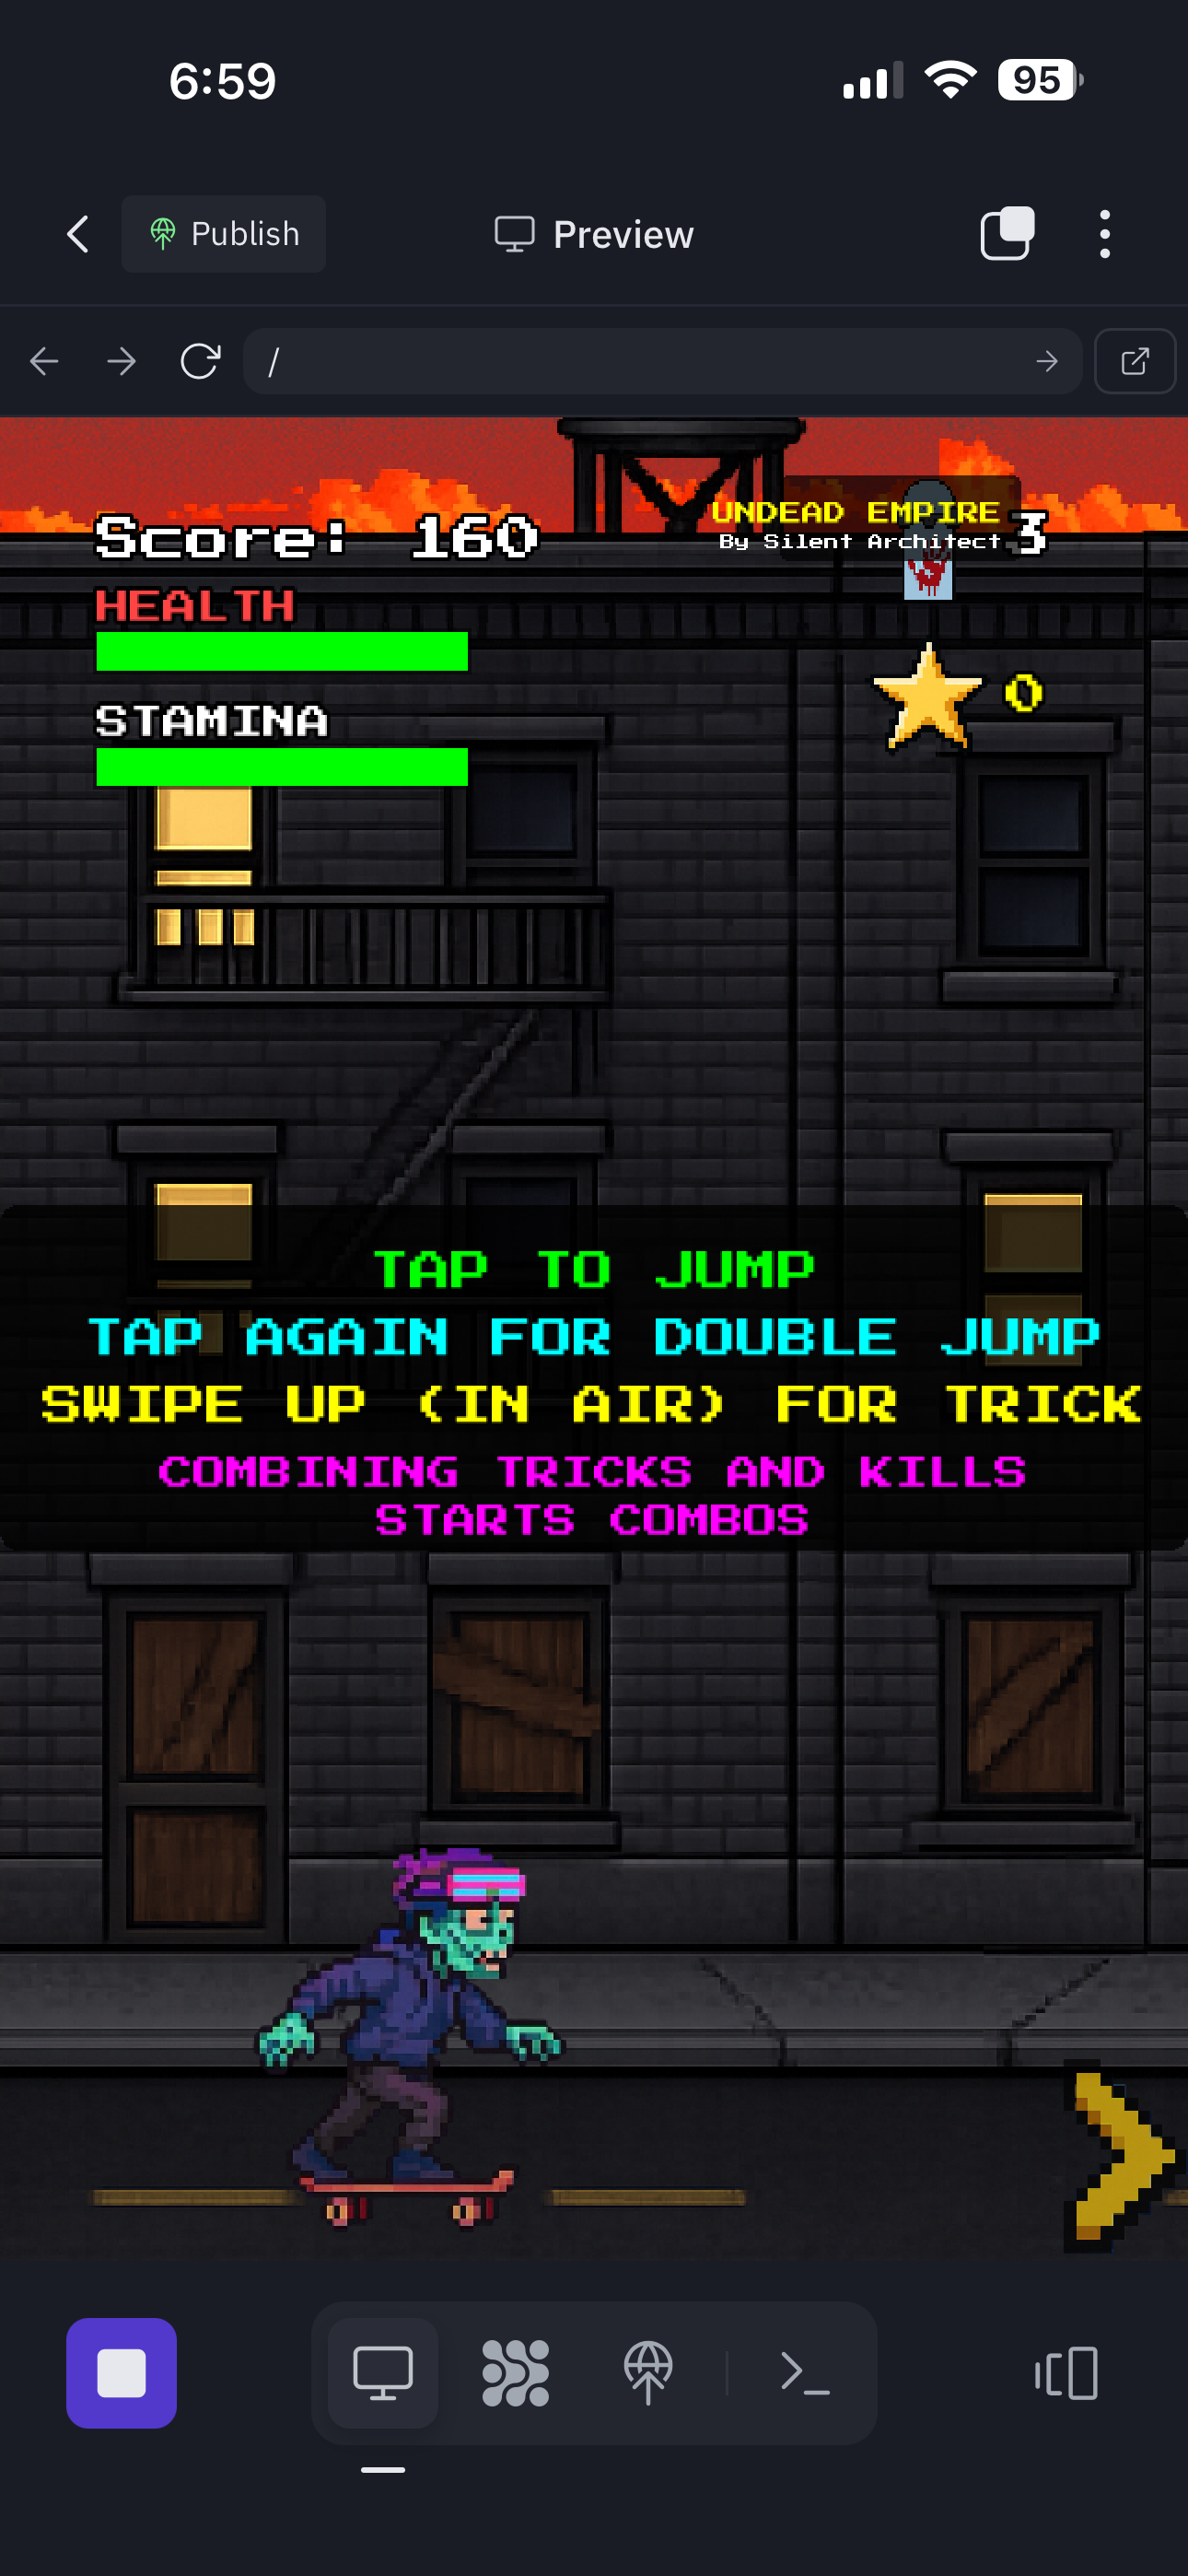 6:59
95
Publish
Preview
/
UNDEAD EMPIRE
By Silent Architect
Score: 160
3
HEALTH
0
STAMINA
TAP TO JUMP
TAP AGAIN FOR DOUBLE JUMP
SWIPE UP (IN AIR) FOR TRICK
COMBINING TRICKS AND KILLS
STARTS COMBOS